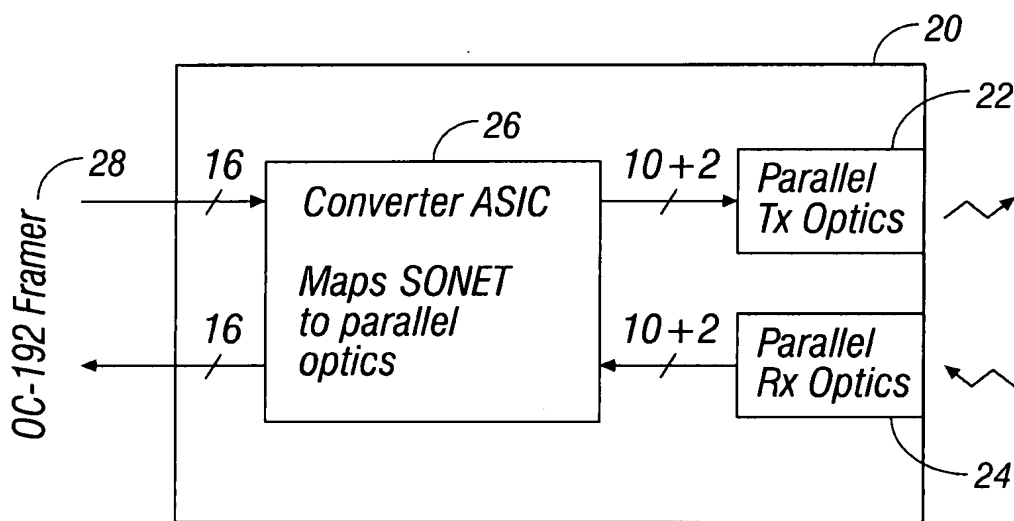 20
22
26
28
16
10+2
Parallel
Tx Optics
Converter ASIC
Maps SONET
to parallel
optics
OC-192 Framer
16
10+2
Parallel
Rx Optics
24